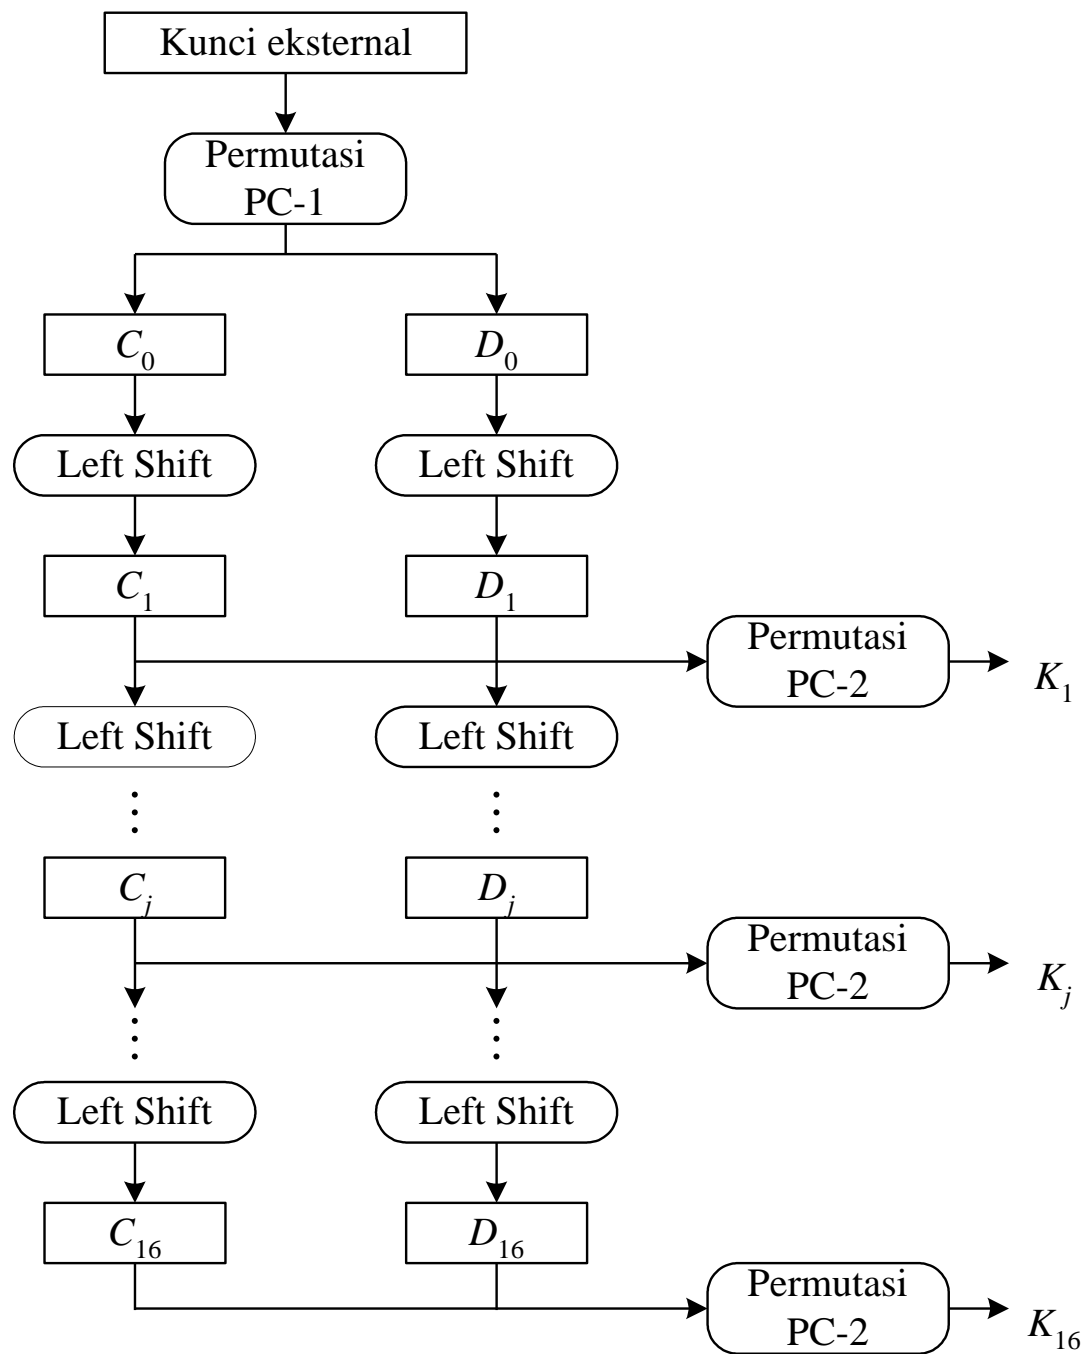 Kunci eksternal
Permutasi
PC-1
C0
D0
Left Shift
Left Shift
C1
D1
Permutasi
PC-2
K1
Left Shift
Left Shift
Cj
Dj
Permutasi
PC-2
Kj
Left Shift
Left Shift
C16
D16
Permutasi
PC-2
K16